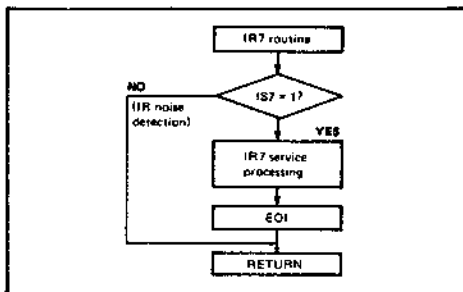 IR7 routine
IS7 = 1?
NO
(IR noise
detection)
YES
IR7 service
processing
EOI
RETURN